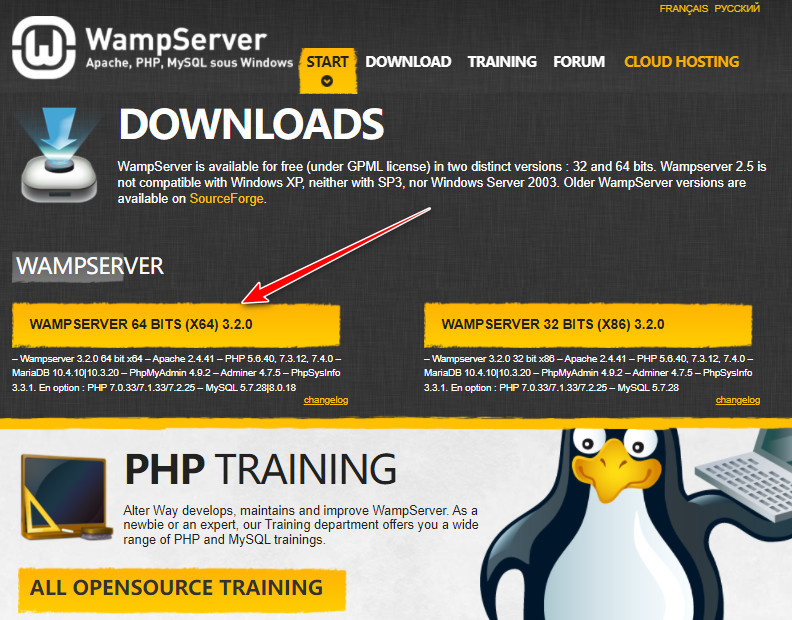 FRANÇAIS РУССКИЙ
WampServer
Apache, PHP, MySQL sous Windows
START DOWNLOAD TRAINING FORUM CLOUD HOSTING
DOWNLOADS
WampServer is available for free (under GPML license) in two distinct versions : 32 and 64 bits. Wampserver 2.5 is
not compatible with Windows XP, neither with SP3, nor Windows Server 2003. Older WampServer versions are
available on SourceForge.
WAMPSERVER
WAMPSERVER 64 BITS (X64) 3.2.0
– Wampserver 3.2.0 64 bit x64 – Apache 2.4.41 – PHP 5.6.40, 7.3.12, 7.4.0 –
MariaDB 10.4.10|10.3.20 – PhpMyAdmin 4.9.2 – Adminer 4.7.5 – PhpSysInfo
3.3.1. En option : PHP 7.0.33/7.1.33/7.2.25 – MySQL 5.7.28|8.0.18
changelog
WAMPSERVER 32 BITS (X86) 3.2.0
– Wampserver 3.2.0 32 bit x86 – Apache 2.4.41 – PHP 5.6.40, 7.3.12, 7.4.0 –
MariaDB 10.4.10|10.3.20 – PhpMyAdmin 4.9.2 – Adminer 4.7.5 – PhpSysInfo
3.3.1. En option : PHP 7.0.33/7.1.33/7.2.25 – MySQL 5.7.28
changelog
PHP TRAINING
Alter Way develops, maintains and improve WampServer. As a
newbie or an expert, our Training department offers you a wide
range of PHP and MySQL trainings.
ALL OPENSOURCE TRAINING